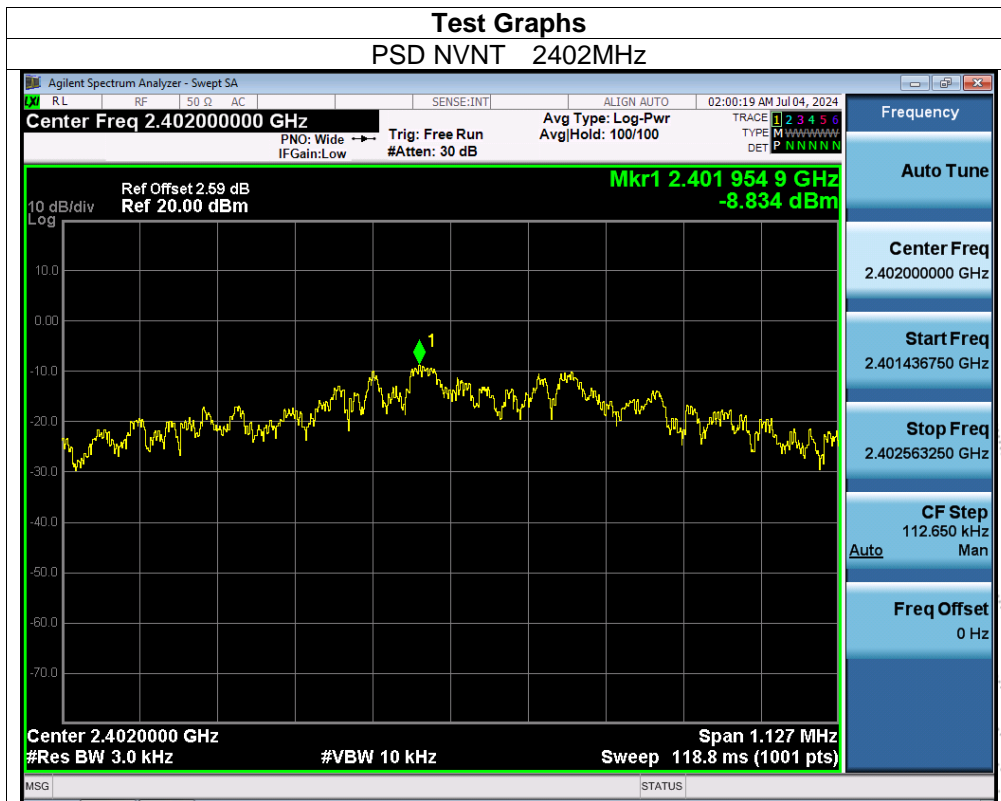 Test Graphs
PSD NVNT 2402MHz
Agilent Spectrum Analyzer - Swept SA
LXI RL RF 50 Ω AC SENSE:INT ALIGN AUTO 02:00:19 AM Jul 04, 2024
Center Freq 2.402000000 GHz
PNO: Wide
IFGain:Low
Trig: Free Run
#Atten: 30 dB
Avg Type: Log-Pwr
Avg|Hold: 100/100
TRACE 1 2 3 4 5 6
TYPE M WWWWW
DET P N N N N N
Ref Offset 2.59 dB
Ref 20.00 dBm
10 dB/div
Log
Mkr1 2.401 954 9 GHz
-8.834 dBm
10.0
0.00
-10.0
-20.0
-30.0
-40.0
-50.0
-60.0
-70.0
1
Center 2.4020000 GHz
#Res BW 3.0 kHz
#VBW 10 kHz
Span 1.127 MHz
Sweep 118.8 ms (1001 pts)
MSG
STATUS
Frequency
Auto Tune
Center Freq
2.402000000 GHz
Start Freq
2.401436750 GHz
Stop Freq
2.402563250 GHz
CF Step
112.650 kHz
Auto Man
Freq Offset
0 Hz